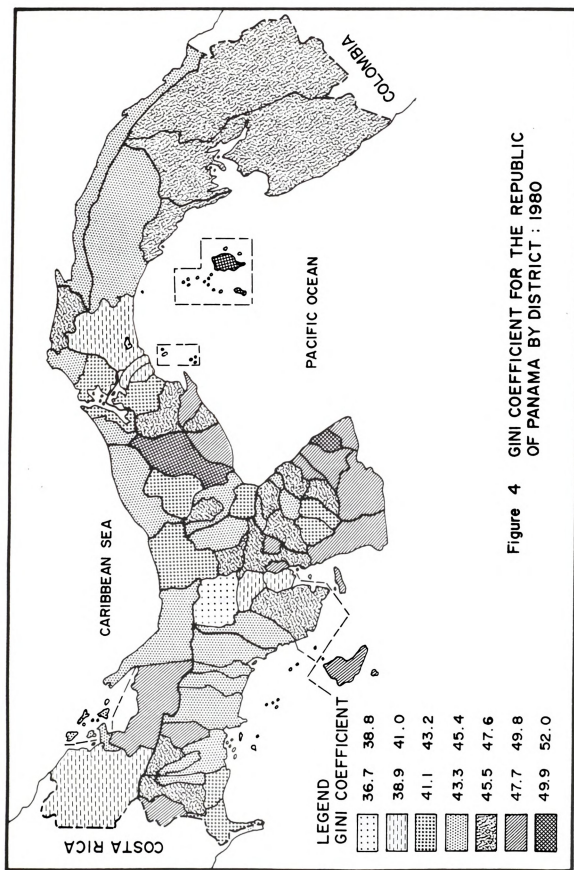 COSTA RICA
CARIBBEAN SEA
COLOMBIA
PACIFIC OCEAN
LEGEND
GINI COEFFICIENT
36.7 38.8
38.9 41.0
41.1 43.2
43.3 45.4
45.5 47.6
47.7 49.8
49.9 52.0
Figure 4 GINI COEFFICIENT FOR THE REPUBLIC
OF PANAMA BY DISTRICT : 1980